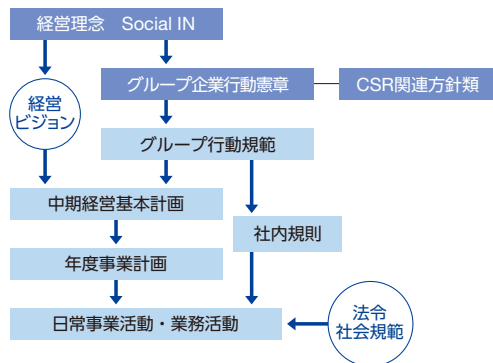 経営理念　Social IN
グループ企業行動憲章
CSR関連方針類
経営
ビジョン
グループ行動規範
中期経営基本計画
社内規則
年度事業計画
日常事業活動・業務活動
法令
社会規範